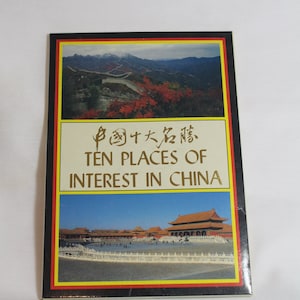 中國十大名勝
TEN PLACES OF
INTEREST IN CHINA